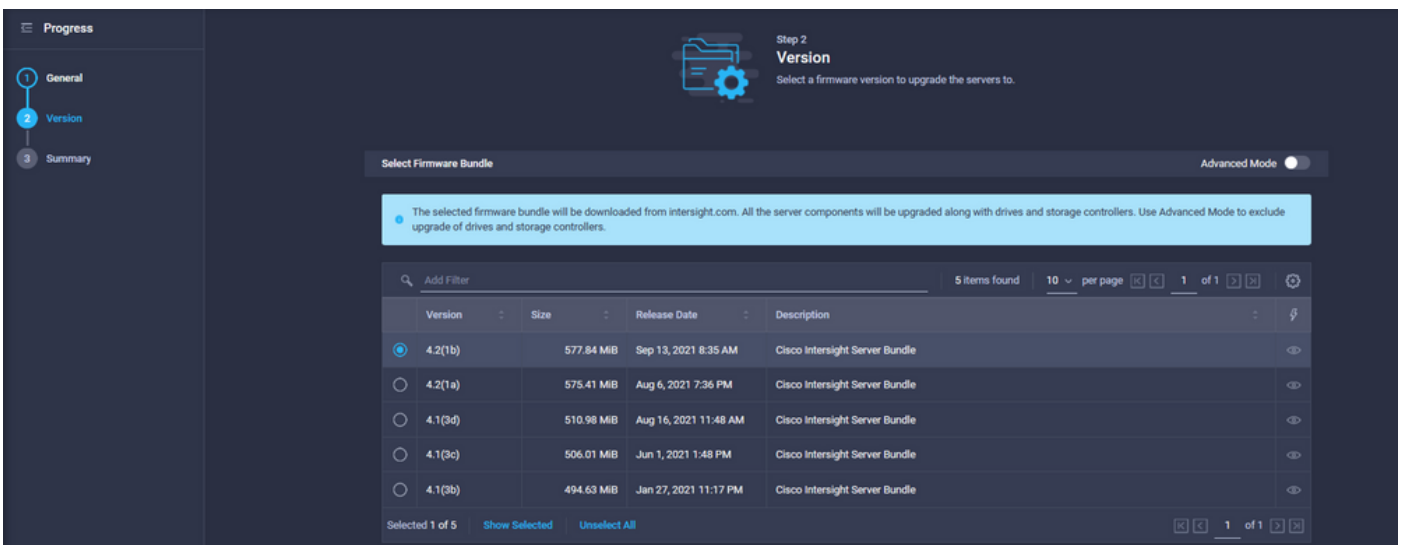 Progress
1 General
2 Version
3 Summary
Step 2
Version
Select a firmware version to upgrade the servers to.
Select Firmware Bundle Advanced Mode
The selected firmware bundle will be downloaded from intersight.com. All the server components will be upgraded along with drives and storage controllers. Use Advanced Mode to exclude
upgrade of drives and storage controllers.
Add Filter 5 items found 10 per page 1 of 1
Version Size Release Date Description
4.2(1b) 577.84 MiB Sep 13, 2021 8:35 AM Cisco Intersight Server Bundle
4.2(1a) 575.41 MiB Aug 6, 2021 7:36 PM Cisco Intersight Server Bundle
4.1(3d) 510.98 MiB Aug 16, 2021 11:48 AM Cisco Intersight Server Bundle
4.1(3c) 506.01 MiB Jun 1, 2021 1:48 PM Cisco Intersight Server Bundle
4.1(3b) 494.63 MiB Jan 27, 2021 11:17 PM Cisco Intersight Server Bundle
Selected 1 of 5 Show Selected Unselect All 1 of 1